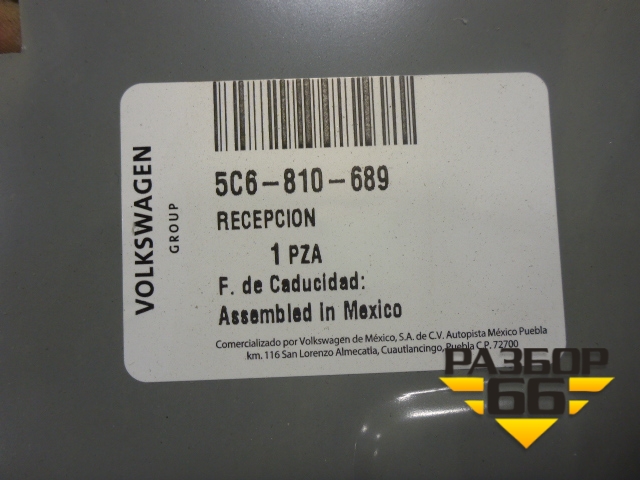 VOLKSWAGEN
GROUP
5C6-810-689
RECEPCION
1 PZA
F. de Caducidad:
Assembled in Mexico
Comercializado por Volkswagen de México, S.A. de C.V. Autopista México Puebla
km. 116 San Lorenzo Almecatla, Cuautlancingo, Puebla C.P. 72700
РАЗБОР
66